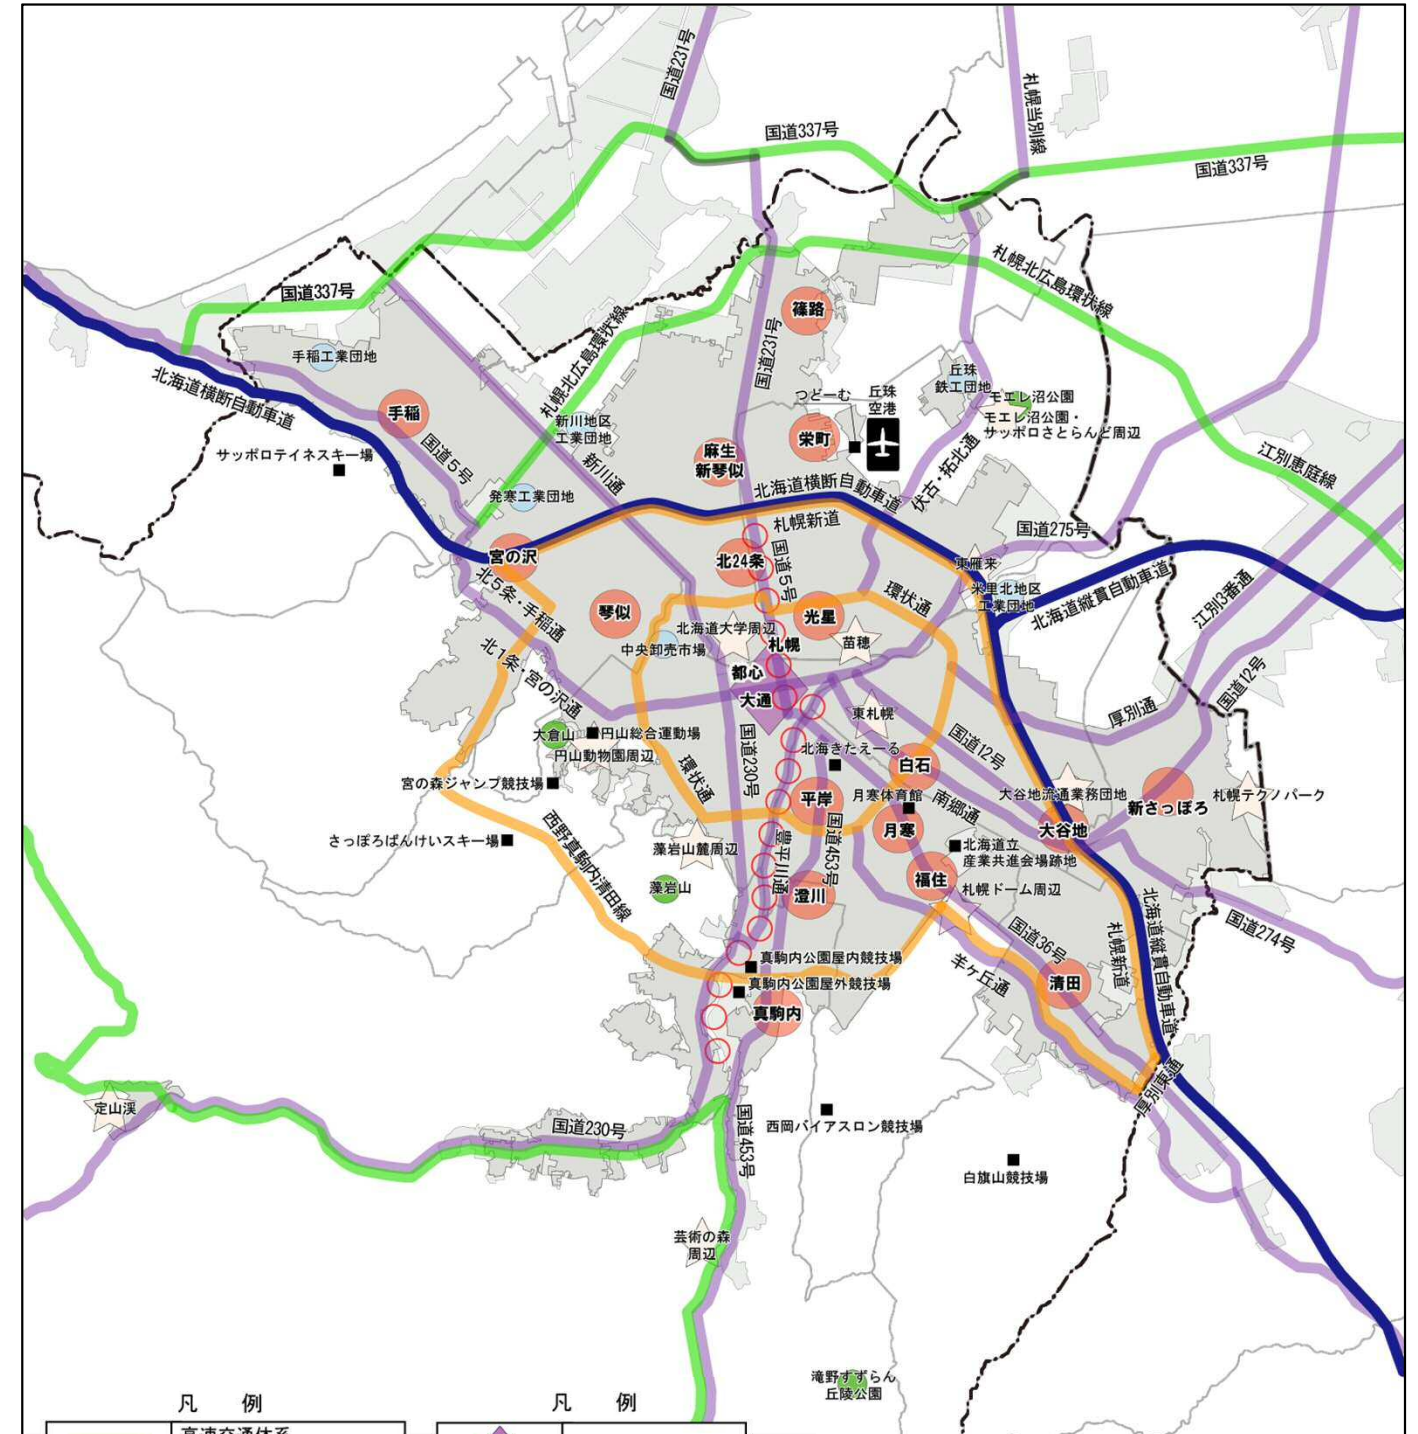 国道231号
札幌当別線
国道337号
国道337号
国道337号
札幌北広島環状線
札幌北広島環状線
篠路
国道231号
手稲工業団地
北海道横断自動車道
手稲
国道5号
サッポロテイネスキー場
新川地区
工業団地
新川通
麻生
新琴似
つどーむ
丘珠
空港
栄町
丘珠
鉄工団地
モエレ沼公園
モエレ沼公園・
サッポロさとらんど周辺
伏古・拓北通
江別恵庭線
発寒工業団地
北海道横断自動車道
札幌新道
国道275号
宮の沢
北24条
国道5号
東雁来
米里北地区
工業団地
北海道縦貫自動車道
江別3番通
北5条・手稲通
琴似
環状通
光星
北海道大学周辺
札幌
苗穂
中央卸売市場
北1条・宮の沢通
都心
大通
東札幌
国道12号
厚別通
国道12号
大倉山
円山総合運動場
円山動物園周辺
国道230号
北海きたえーる
白石
宮の森ジャンプ競技場
環状通
平岸
月寒体育館
南郷通
大谷地流通業務団地
新さっぽろ
札幌テクノパーク
西野真駒内清田線
国道453号
月寒
大谷地
さっぽろばんけいスキー場
藻岩山麓周辺
豊平川通
北海道立
産業共進会場跡地
藻岩山
澄川
福住
札幌ドーム周辺
北海道縦貫自動車道
札幌新道
国道274号
国道36号
羊ヶ丘通
真駒内公園屋内競技場
真駒内公園屋外競技場
清田
真駒内
厚別東通
定山渓
国道230号
国道453号
西岡バイアスロン競技場
白旗山競技場
芸術の森
周辺
滝野すずらん
丘陵公園
凡 例
凡 例